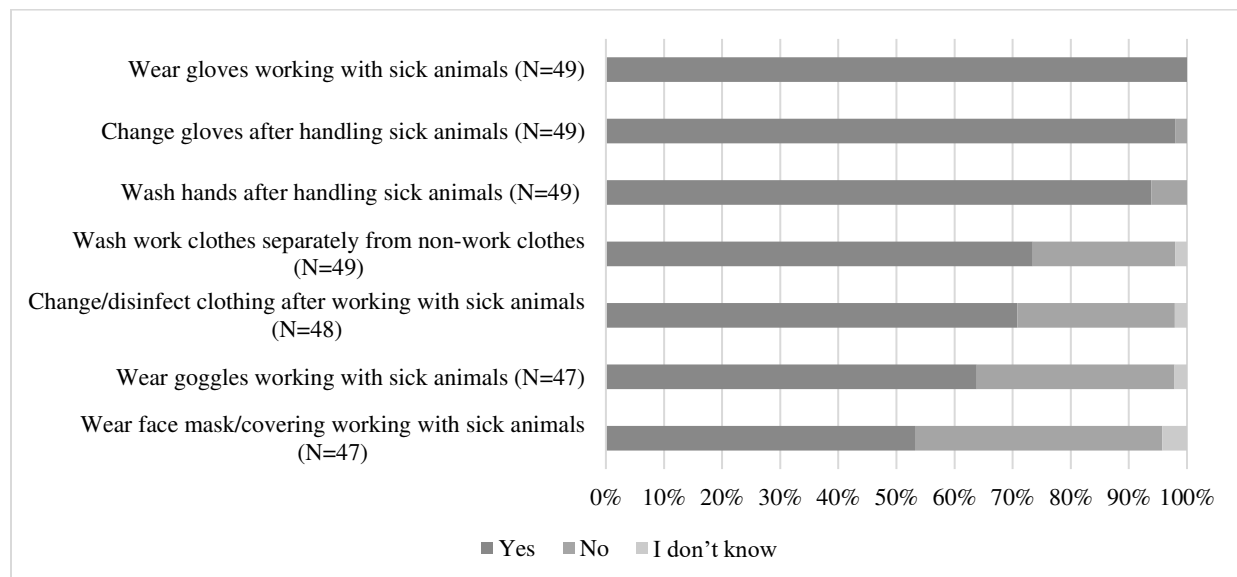 Wear gloves working with sick animals (N=49)
Change gloves after handling sick animals (N=49)
Wash hands after handling sick animals (N=49)
Wash work clothes separately from non-work clothes
(N=49)
Change/disinfect clothing after working with sick animals
(N=48)
Wear goggles working with sick animals (N=47)
Wear face mask/covering working with sick animals
(N=47)
0% 10% 20% 30% 40% 50% 60% 70% 80% 90% 100%
Yes No I don’t know